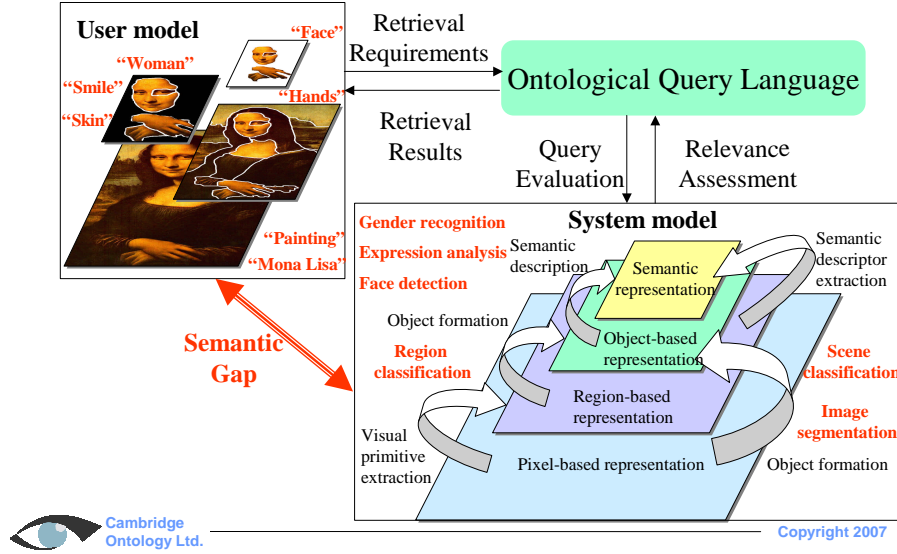 User model
“Face”
“Woman”
“Smile”
“Hands”
“Skin”
“Painting”
“Mona Lisa”
Retrieval
Requirements
Ontological Query Language
Retrieval
Results
Query
Evaluation
Relevance
Assessment
Semantic
Gap
System model
Gender recognition
Expression analysis
Face detection
Semantic
description
Semantic
representation
Semantic
descriptor
extraction
Object formation
Object-based
representation
Region
classification
Scene
classification
Region-based
representation
Image
segmentation
Visual
primitive
extraction
Pixel-based representation
Object formation
Cambridge
Ontology Ltd.
Copyright 2007